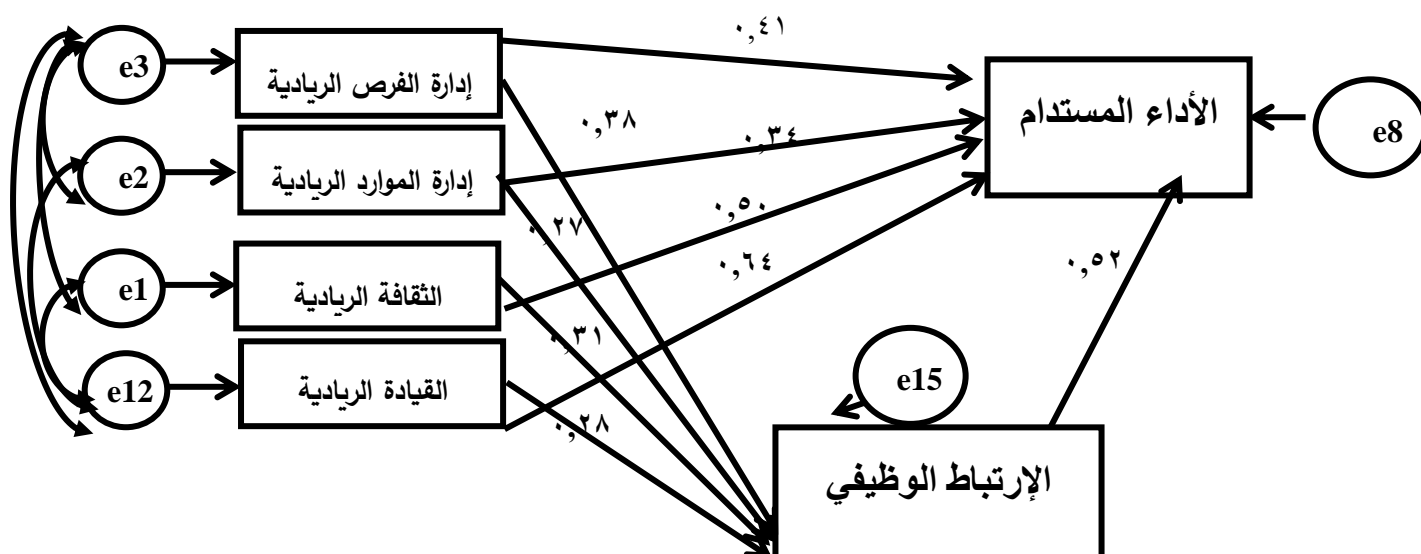 ٠,٤١
e3
إدارة الفرص الريادية
الأداء المستدام
e8
٠,٣٨
٠,٣٤
e2
إدارة الموارد الريادية
٠,٥٠
٠,٢٧
٠,٦٤
٠,٥٢
e1
الثقافة الريادية
٠,٣١
e12
القيادة الريادية
e15
٠,٢٨
الإرتباط الوظيفي